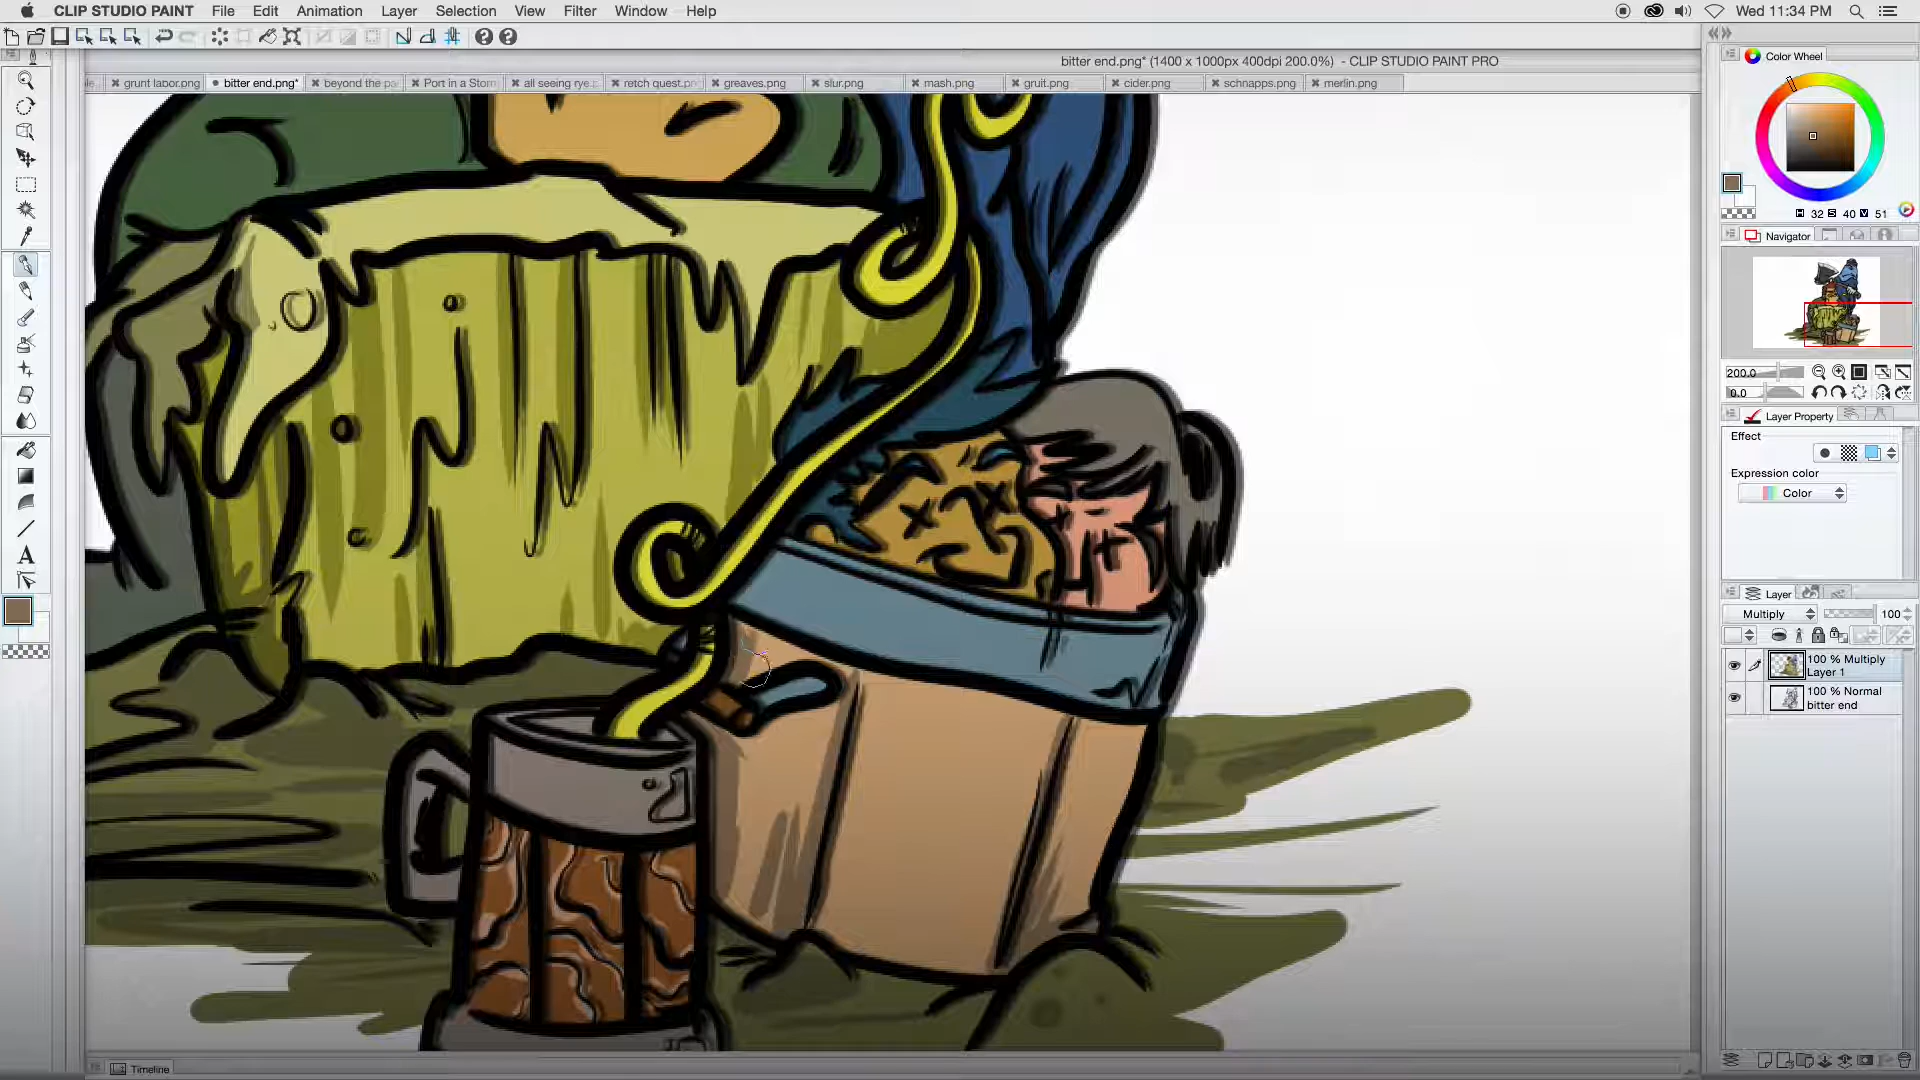 CLIP STUDIO PAINT File Edit Animation Layer Selection View Filter Window Help Wed 11:34 PM
bitter end.png* (1400 x 1000px 400dpi 200.0%) - CLIP STUDIO PAINT PRO
grunt labor.png bitter end.png* beyond the pa Port in a Storm all seeing rye. retch quest.png greaves.png slur.png mash.png gruit.png cider.png schnapps.png merlin.png
Color Wheel
H 32 S 40 V 51
Navigator
200.0
0.0
Layer Property
Effect
Expression color
Color
Layer
Multiply 100
100 % Multiply
Layer 1
100 % Normal
bitter end
Timeline